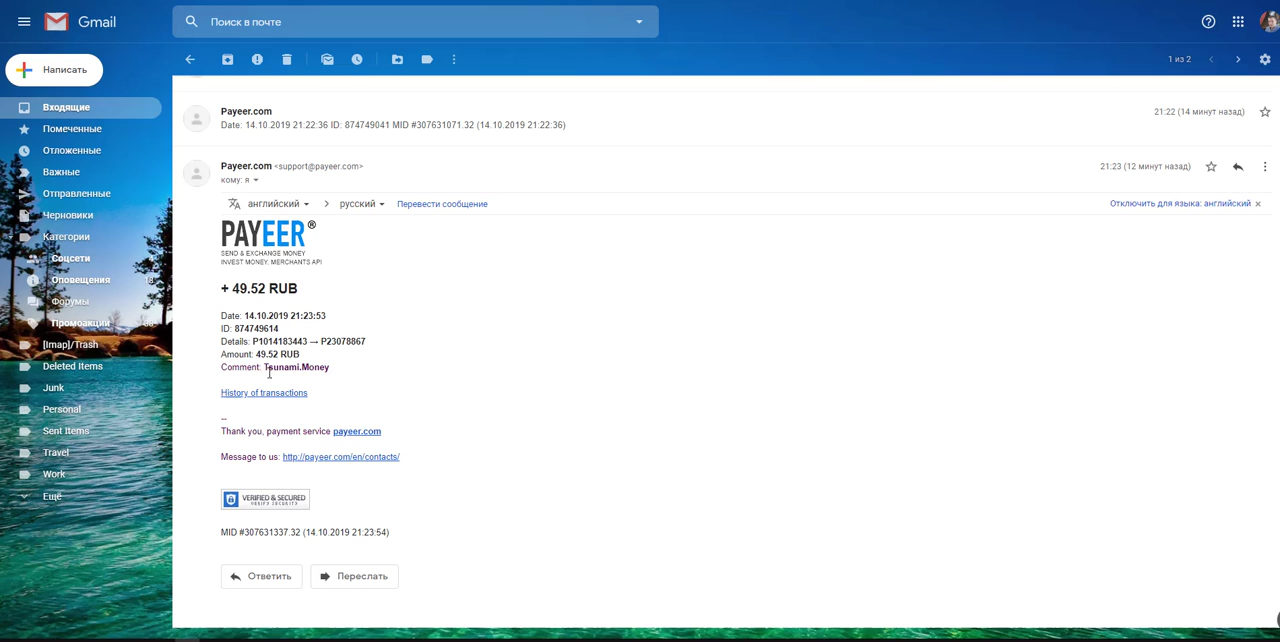 Gmail
Поиск в почте
Написать
1 из 2
Входящие
Помеченные
Отложенные
Важные
Отправленные
Черновики
Категории
Соцсети
Оповещения 18
Форумы
Промоакции
[Imap]/Trash
Deleted Items
Junk
Personal
Sent Items
Travel
Work
Ещё
Payeer.com
21:22 (14 минут назад)
Date: 14.10.2019 21:22:36 ID: 874749041 MID #307631071.32 (14.10.2019 21:22:36)
Payeer.com <support@payeer.com>
21:23 (12 минут назад)
кому: я
английский > русский Перевести сообщение
Отключить для языка: английский ×
PAYEER®
SEND & EXCHANGE MONEY
INVEST MONEY, MERCHANTS API
+ 49.52 RUB
Date: 14.10.2019 21:23:53
ID: 874749614
Details: P1014183443 → P23078867
Amount: 49.52 RUB
Comment: Tsunami.Money
History of transactions
--
Thank you, payment service payeer.com
Message to us: http://payeer.com/en/contacts/
VERIFIED & SECURED
VERIFY SECURITY
MID #307631337.32 (14.10.2019 21:23:54)
Ответить
Переслать